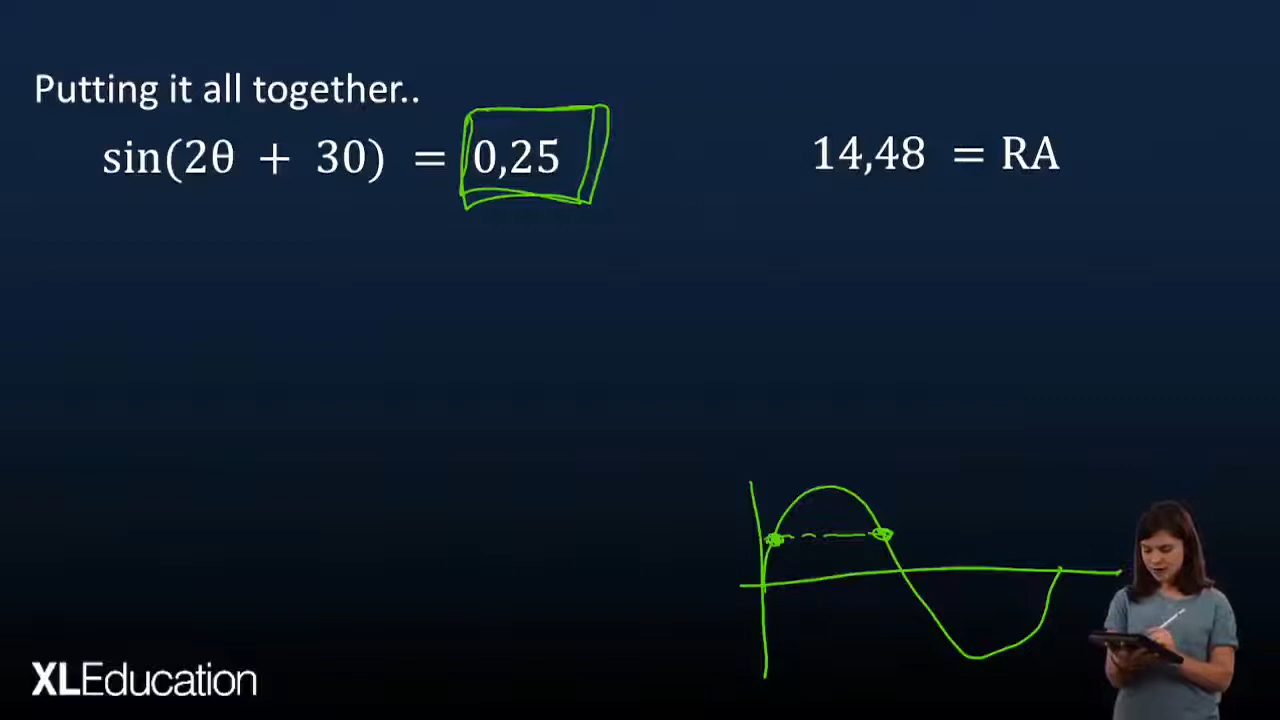 Putting it all together..
sin(2θ + 30) = 0,25
14,48 = RA
XLEducation